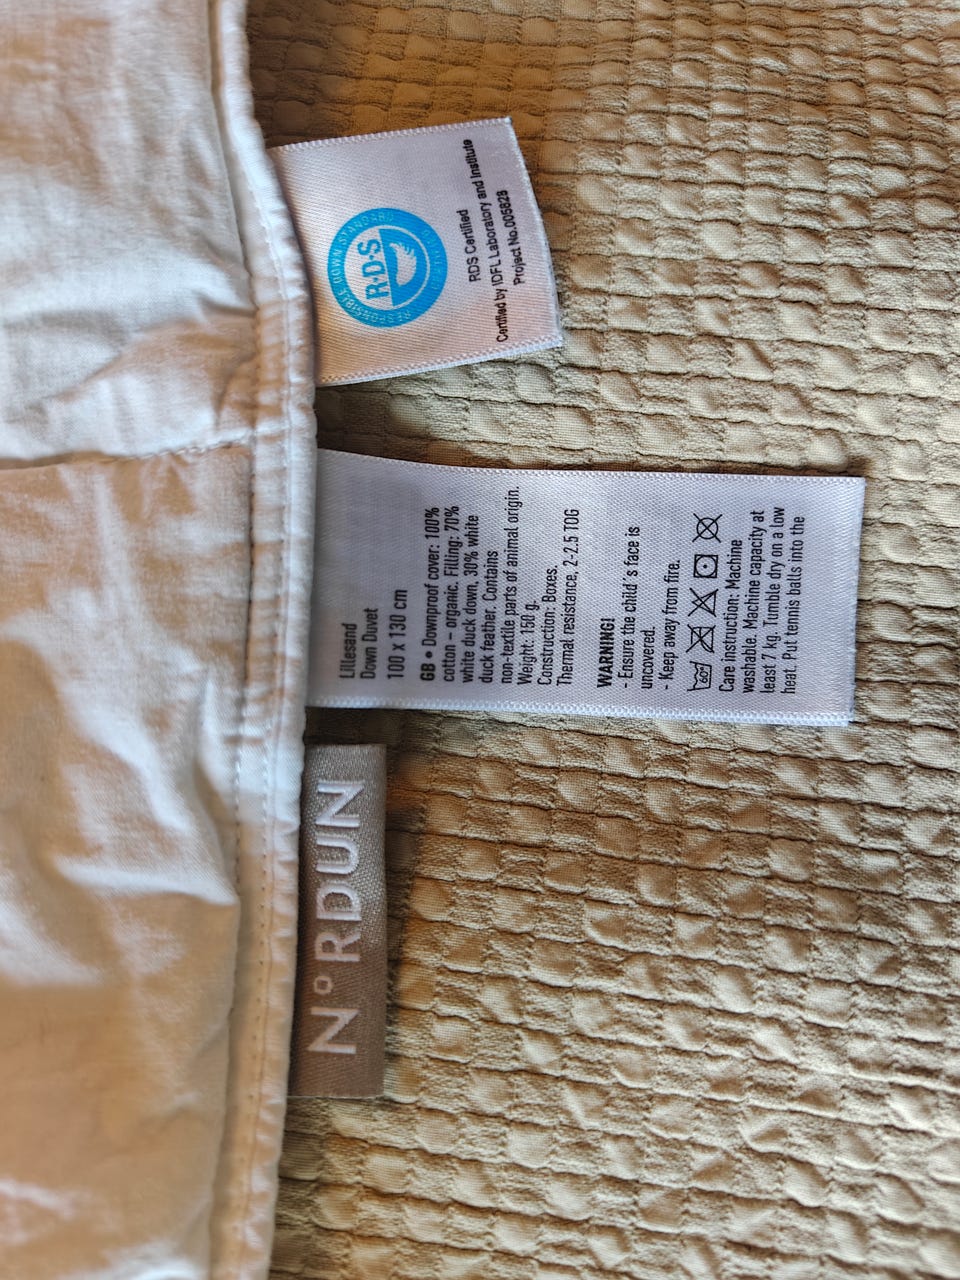 RESPONSIBLE DOWN STANDARD
R·D·S
RDS Certified
Certified by IDFL Laboratory and Institute
Project No.005628
Lillesand
Down Duvet
100 x 130 cm
GB • Downproof cover: 100%
cotton – organic. Filling: 70%
white duck down, 30% white
duck feather. Contains
non-textile parts of animal origin.
Weight: 150 g.
Construction: Boxes.
Thermal resistance, 2-2.5 TOG
WARNING!
- Ensure the child´s face is
uncovered.
- Keep away from fire.
60°
Care instruction: Machine
washable. Machine capacity at
least 7 kg. Tumble dry on a low
heat. Put tennis balls into the
N°RDUN